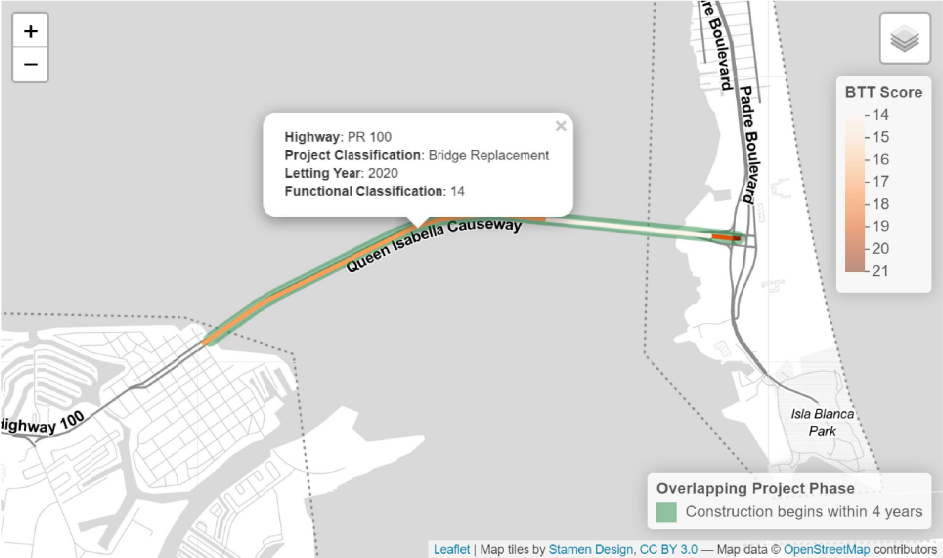 +
−
re Boulevard
Padre Boulevard
BTT Score
14
15
16
17
18
19
20
21
×
Highway: PR 100
Project Classification: Bridge Replacement
Letting Year: 2020
Functional Classification: 14
Queen Isabella Causeway
Highway 100
Isla Blanca
Park
Overlapping Project Phase
Construction begins within 4 years
Leaflet | Map tiles by Stamen Design, CC BY 3.0 — Map data © OpenStreetMap contributors